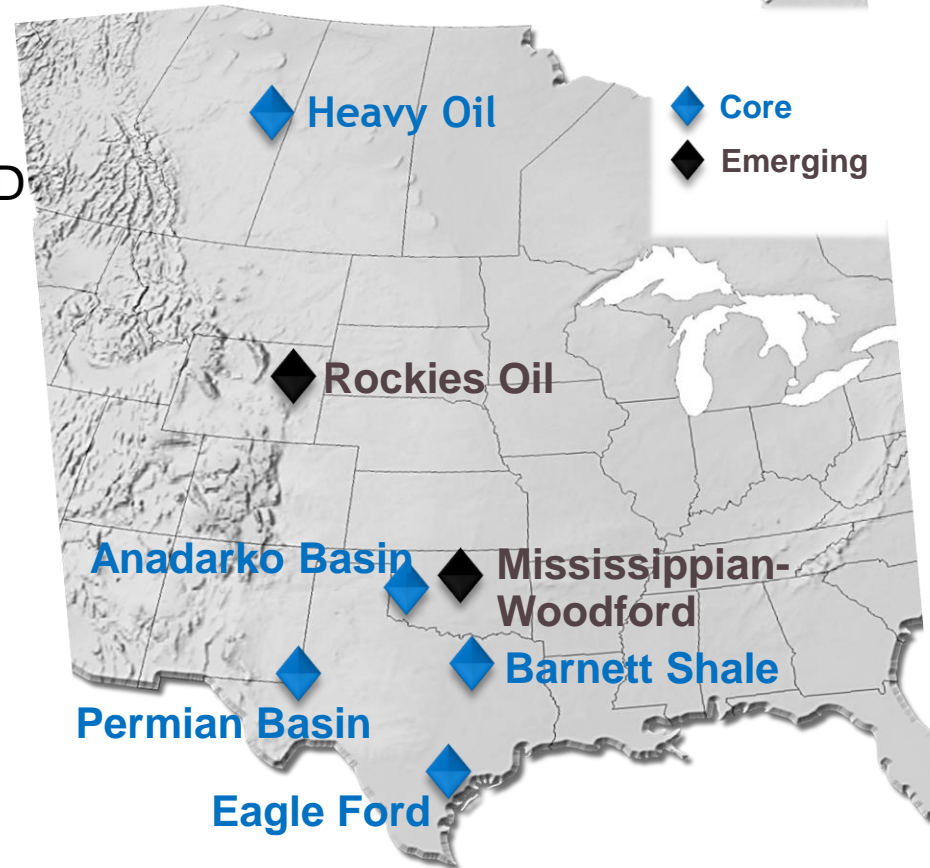 Heavy Oil
Core
Emerging
D
Rockies Oil
Anadarko Basin
Mississippian-
Woodford
Barnett Shale
Permian Basin
Eagle Ford